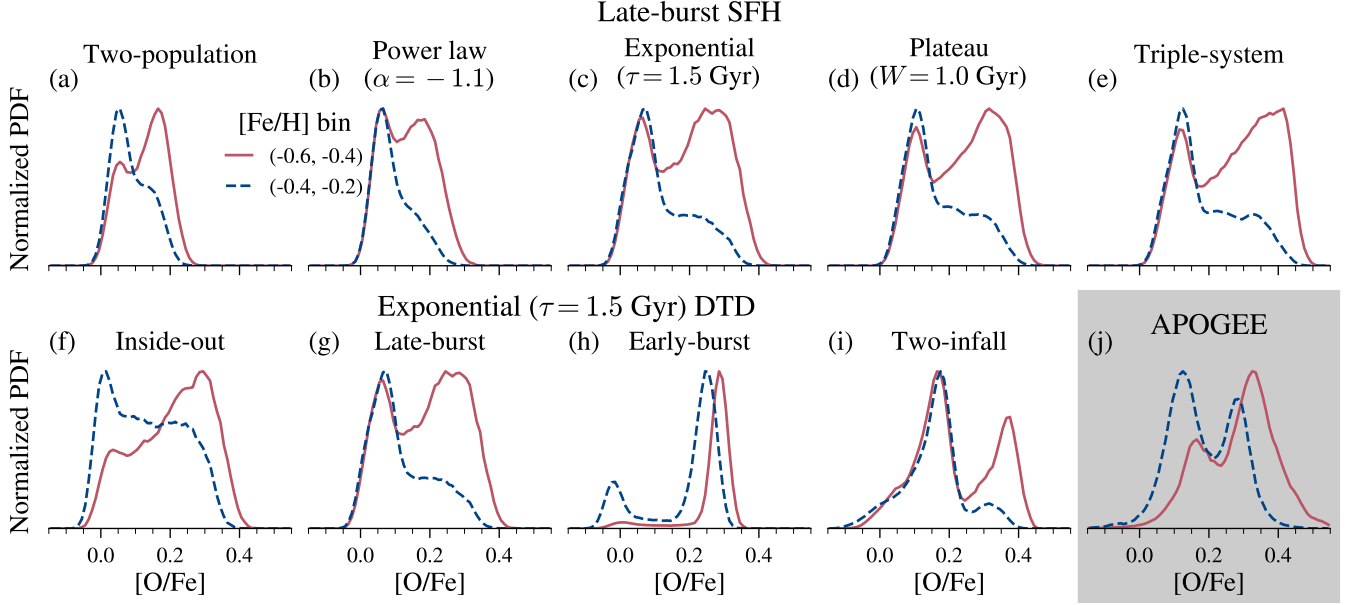 Late-burst SFH
(a) Two-population
(b) Power law
(α = −1.1)
(c) Exponential
(τ = 1.5 Gyr)
(d) Plateau
(W = 1.0 Gyr)
(e) Triple-system
Normalized PDF
[Fe/H] bin
(-0.6, -0.4)
(-0.4, -0.2)
Exponential (τ = 1.5 Gyr) DTD
(f) Inside-out
(g) Late-burst
(h) Early-burst
(i) Two-infall
(j) APOGEE
Normalized PDF
0.0 0.2 0.4
0.0 0.2 0.4
0.0 0.2 0.4
0.0 0.2 0.4
0.0 0.2 0.4
[O/Fe]
[O/Fe]
[O/Fe]
[O/Fe]
[O/Fe]